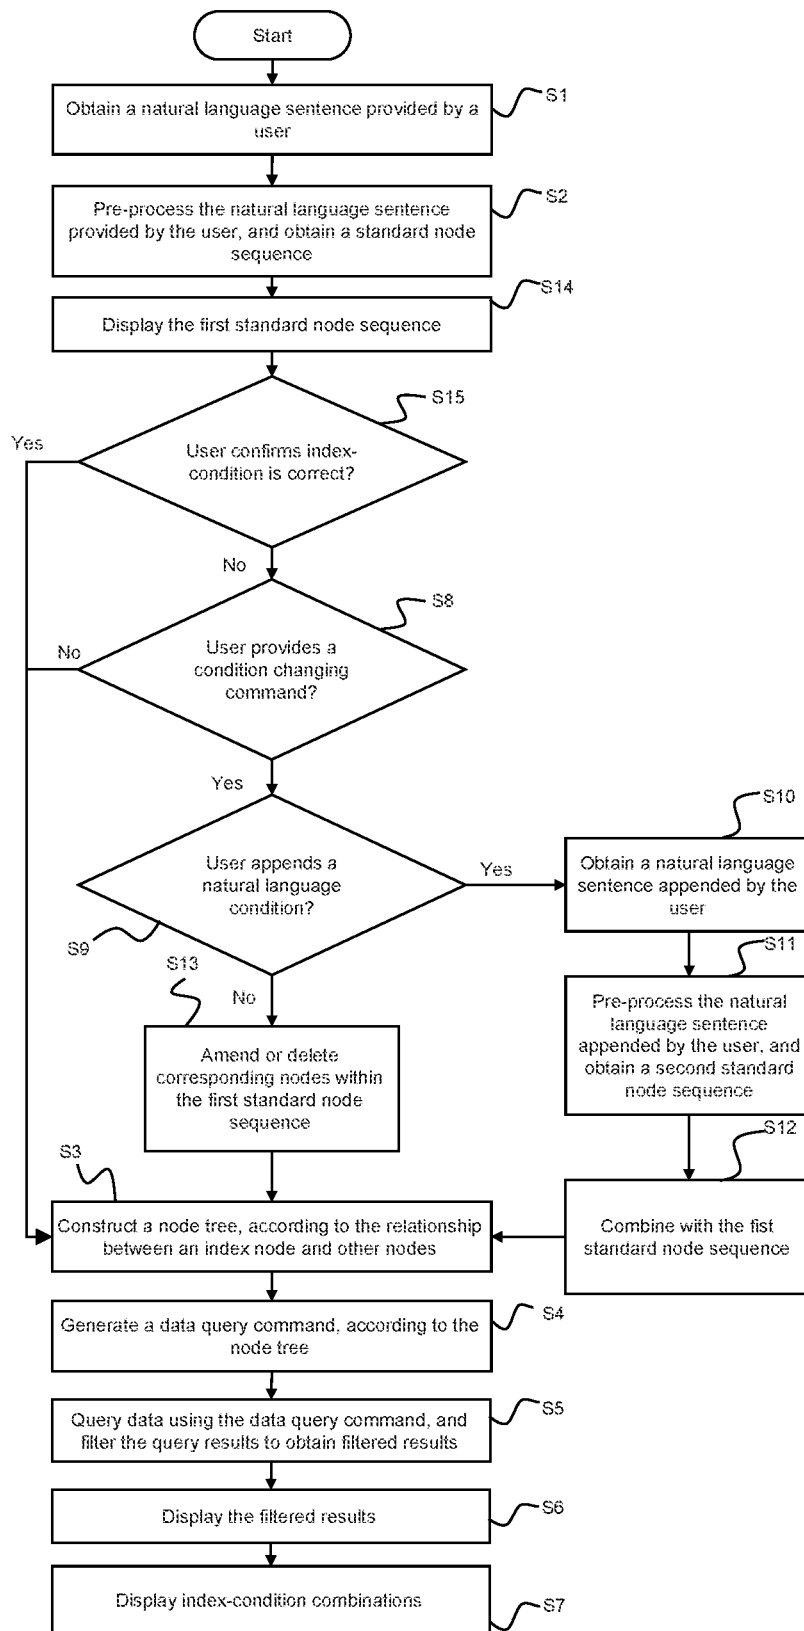 Start
Obtain a natural language sentence provided by a
user
S1
Pre-process the natural language sentence
provided by the user, and obtain a standard node
sequence
S2
S14
Display the first standard node sequence
S15
Yes
User confirms index-
condition is correct?
No
S8
No
User provides a
condition changing
command?
Yes
S10
User appends a
natural language
condition?
Yes
Obtain a natural language
sentence appended by the
user
S9
S13
No
S11
Amend or delete
corresponding nodes within
the first standard node
sequence
Pre-process the natural
language sentence
appended by the user, and
obtain a second standard
node sequence
S12
S3
Construct a node tree, according to the relationship
between an index node and other nodes
Combine with the fist
standard node sequence
Generate a data query command, according to the
node tree
S4
Query data using the data query command, and
filter the query results to obtain filtered results
S5
Display the filtered results
S6
Display index-condition combinations
S7